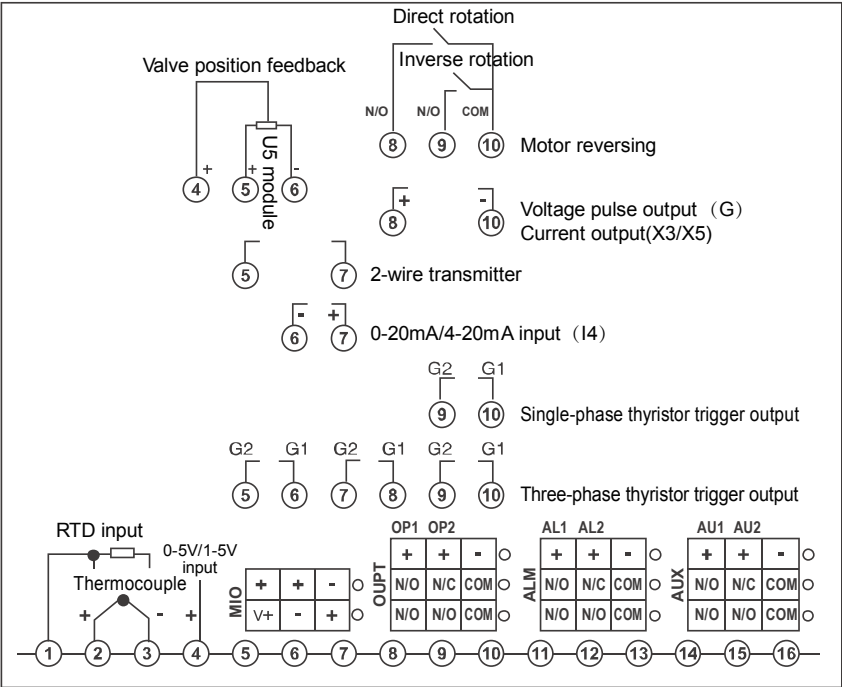 Direct rotation
Inverse rotation
Valve position feedback
N/O N/O COM
8 9 10 Motor reversing
U5 module
+ + -
4 5 6
+ -
8 10 Voltage pulse output （G）
Current output(X3/X5)
5 7 2-wire transmitter
- +
6 7 0-20mA/4-20mA input （I4）
G2 G1
9 10 Single-phase thyristor trigger output
G2 G1 G2 G1 G2 G1
5 6 7 8 9 10 Three-phase thyristor trigger output
RTD input
0-5V/1-5V
input
Thermocouple
+ - +
MIO
+ + -
V+ - +
OUPT
OP1 OP2
+ + -
N/O N/C COM
N/O N/O COM
ALM
AL1 AL2
+ + -
N/O N/C COM
N/O N/O COM
AUX
AU1 AU2
+ + -
N/O N/C COM
N/O N/O COM
1 2 3 4 5 6 7 8 9 10 11 12 13 14 15 16